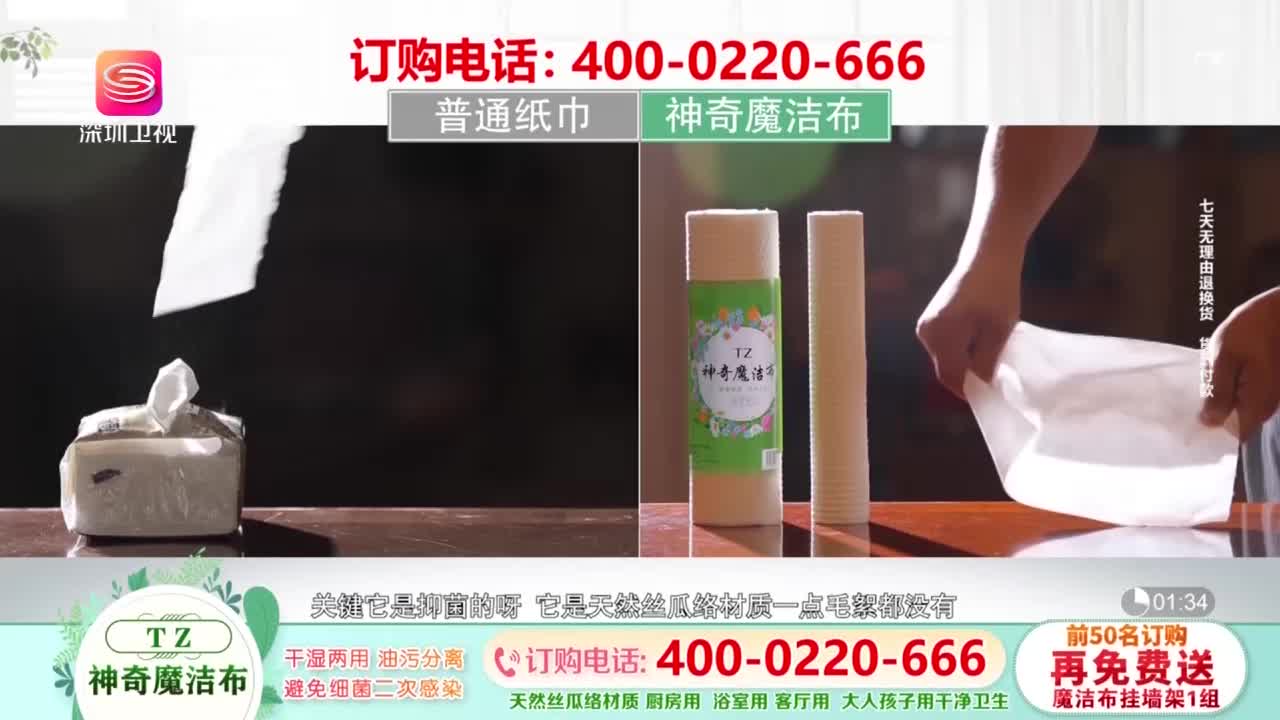 订购电话: 400-0220-666
深圳卫视
普通纸巾
神奇魔洁布
七天无理由退换货
TZ
神奇魔洁布
关键它是抑菌的呀 它是天然丝瓜络材质一点毛絮都没有
01:34
TZ
神奇魔洁布
干湿两用 油污分离
避免细菌二次感染
订购电话: 400-0220-666
天然丝瓜络材质 厨房用 浴室用 客厅用 大人孩子用干净卫生
前50名订购
再免费送
魔洁布挂墙架1组